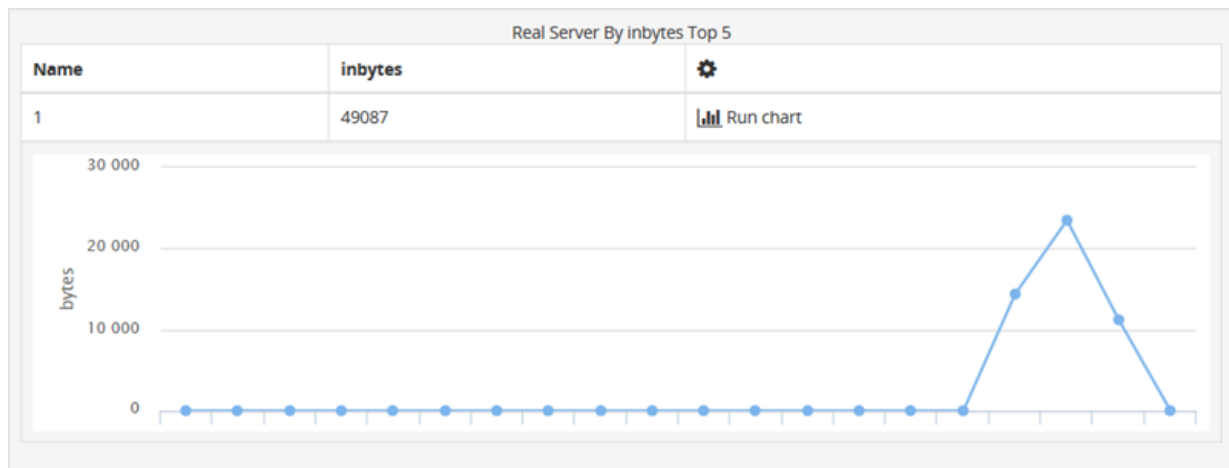 Real Server By inbytes Top 5
Name inbytes
1 49087 Run chart
30 000
20 000
bytes
10 000
0